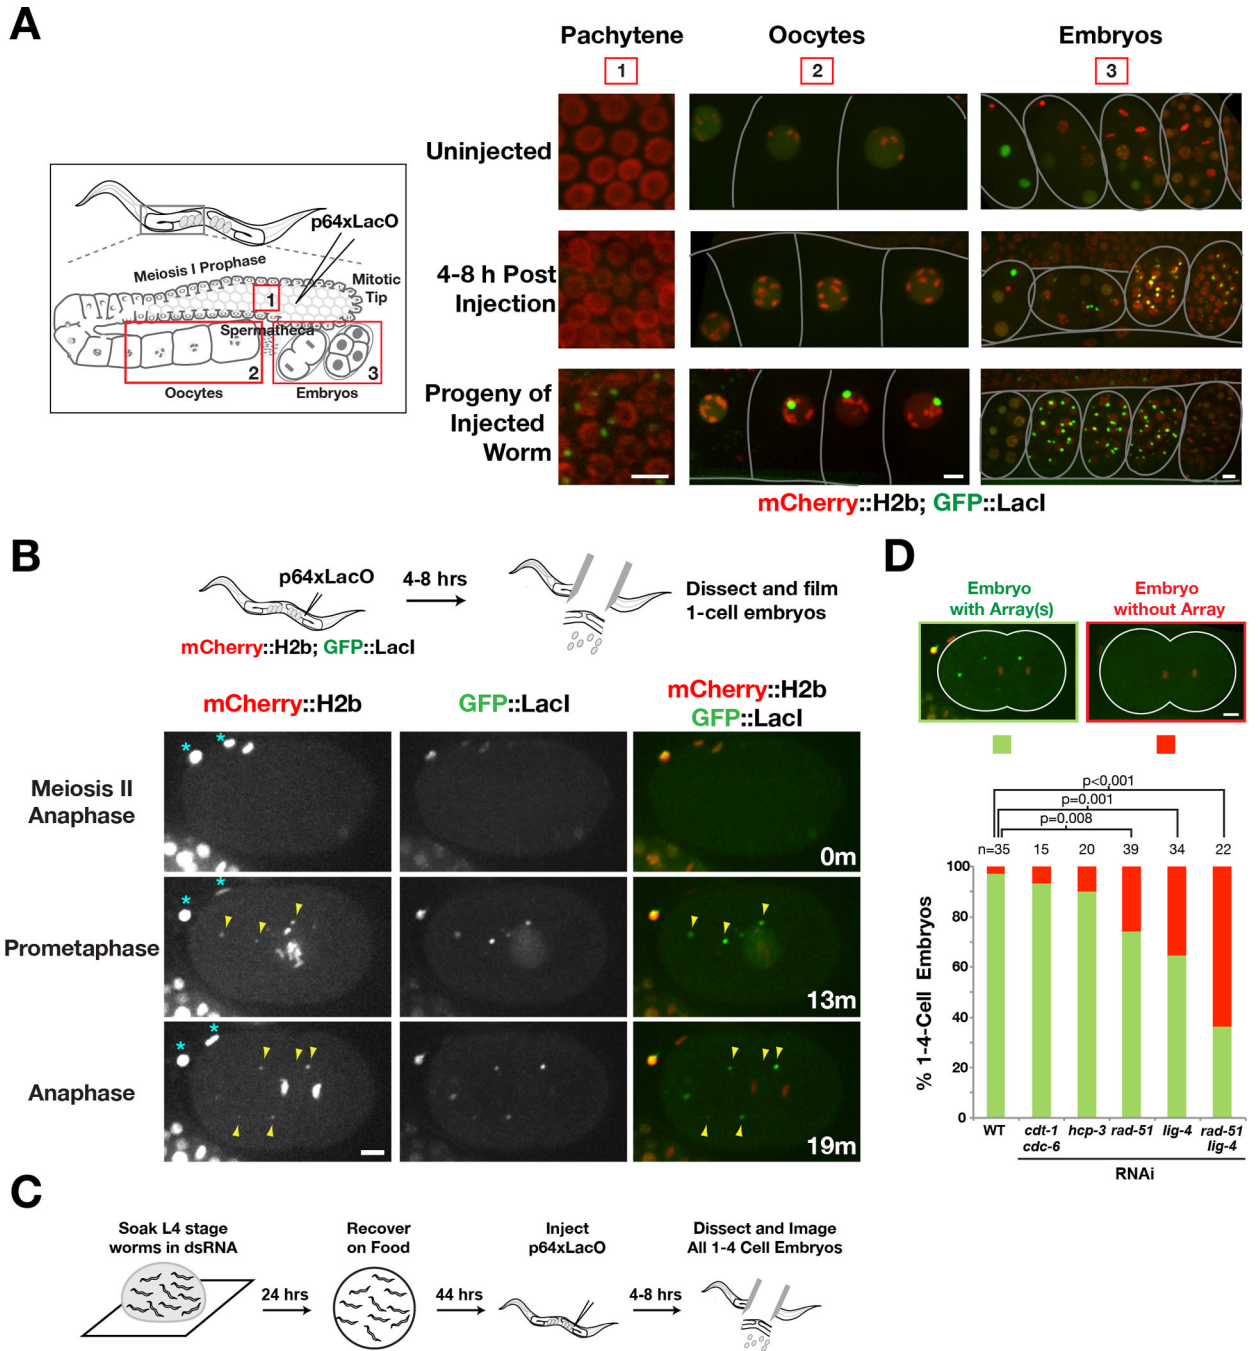 A
Pachytene
Oocytes
Embryos
1
2
3
Uninjected
4-8 h Post
Injection
Progeny of
Injected
Worm
p64xLacO
Meiosis I Prophase
Mitotic
Tip
1
Spermatheca
2
3
Oocytes
Embryos
mCherry::H2b; GFP::LacI
B
p64xLacO
4-8 hrs
Dissect and film
1-cell embryos
mCherry::H2b; GFP::LacI
mCherry::H2b
GFP::LacI
mCherry::H2b
GFP::LacI
Meiosis II
Anaphase
0m
Prometaphase
13m
Anaphase
19m
* *
* *
* *
C
Soak L4 stage
worms in dsRNA
24 hrs
Recover
on Food
44 hrs
Inject
p64xLacO
4-8 hrs
Dissect and Image
All 1-4 Cell Embryos
D
Embryo
with Array(s)
Embryo
without Array
p<0.001
p=0.001
p=0.008
n=35 15 20 39 34 22
% 1-4-Cell Embryos
100
80
60
40
20
0
WT
cdt-1
cdc-6
hcp-3
rad-51
lig-4
rad-51
lig-4
RNAi